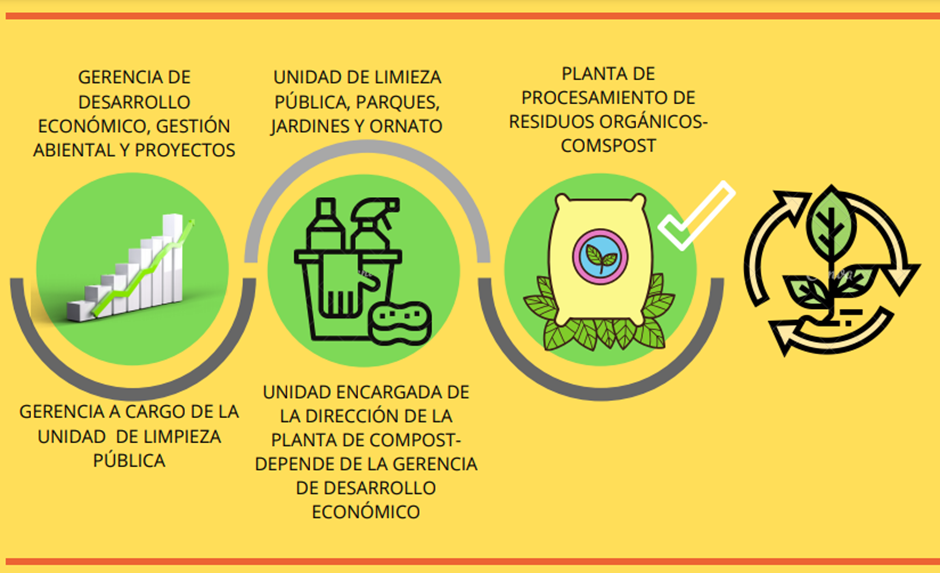 GERENCIA DE
DESARROLLO
ECONÓMICO, GESTIÓN
ABIENTAL Y PROYECTOS
UNIDAD DE LIMIEZA
PÚBLICA, PARQUES,
JARDINES Y ORNATO
PLANTA DE
PROCESAMIENTO DE
RESIDUOS ORGÁNICOS-
COMSPOST
GERENCIA A CARGO DE LA
UNIDAD DE LIMPIEZA
PÚBLICA
UNIDAD ENCARGADA DE
LA DIRECCIÓN DE LA
PLANTA DE COMPOST-
DEPENDE DE LA GERENCIA
DE DESARROLLO
ECONÓMICO